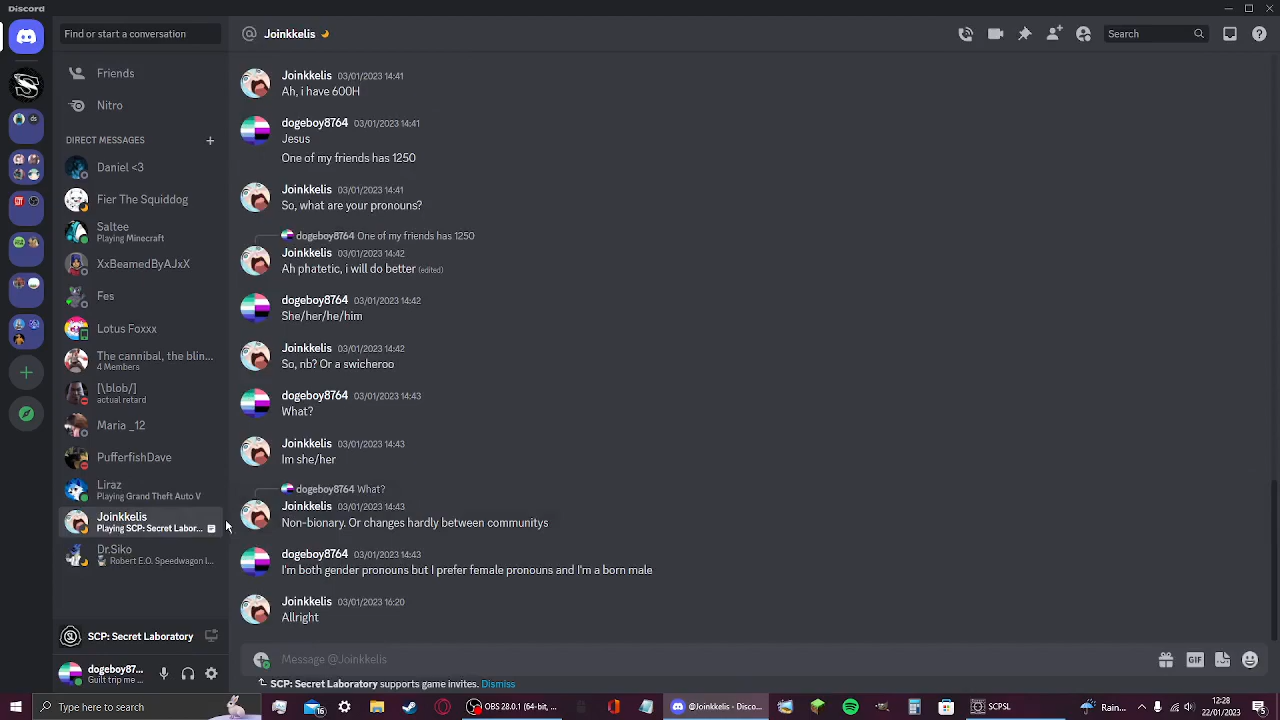 Discord
Find or start a conversation
Joinkkelis
Search
Friends
Nitro
DIRECT MESSAGES
Daniel <3
Fier The Squiddog
Saltee
Playing Minecraft
XxBeamedByAJxX
Fes
Lotus Foxxx
The cannibal, the blin...
4 Members
[\blob/]
actual retard
Maria _12
PufferfishDave
Liraz
Playing Grand Theft Auto V
Joinkkelis
Playing SCP: Secret Labor...
Dr.Siko
Robert E.O. Speedwagon I...
SCP: Secret Laboratory
dogeboy87...
Guilt trip me ...
Joinkkelis 03/01/2023 14:41
Ah, i have 600H
dogeboy8764 03/01/2023 14:41
Jesus
One of my friends has 1250
Joinkkelis 03/01/2023 14:41
So, what are your pronouns?
dogeboy8764 One of my friends has 1250
Joinkkelis 03/01/2023 14:42
Ah phatetic, i will do better (edited)
dogeboy8764 03/01/2023 14:42
She/her/he/him
Joinkkelis 03/01/2023 14:42
So, nb? Or a swicheroo
dogeboy8764 03/01/2023 14:43
What?
Joinkkelis 03/01/2023 14:43
Im she/her
dogeboy8764 What?
Joinkkelis 03/01/2023 14:43
Non-bionary. Or changes hardly between communitys
dogeboy8764 03/01/2023 14:43
I'm both gender pronouns but I prefer female pronouns and I'm a born male
Joinkkelis 03/01/2023 16:20
Allright
Message @Joinkkelis
GIF
SCP: Secret Laboratory supports game invites. Dismiss
Type here to search
OBS 28.0.1 (64-bit, ...
@Joinkkelis - Disco...
SCPSL
Rain...
12:28
22/01/2023